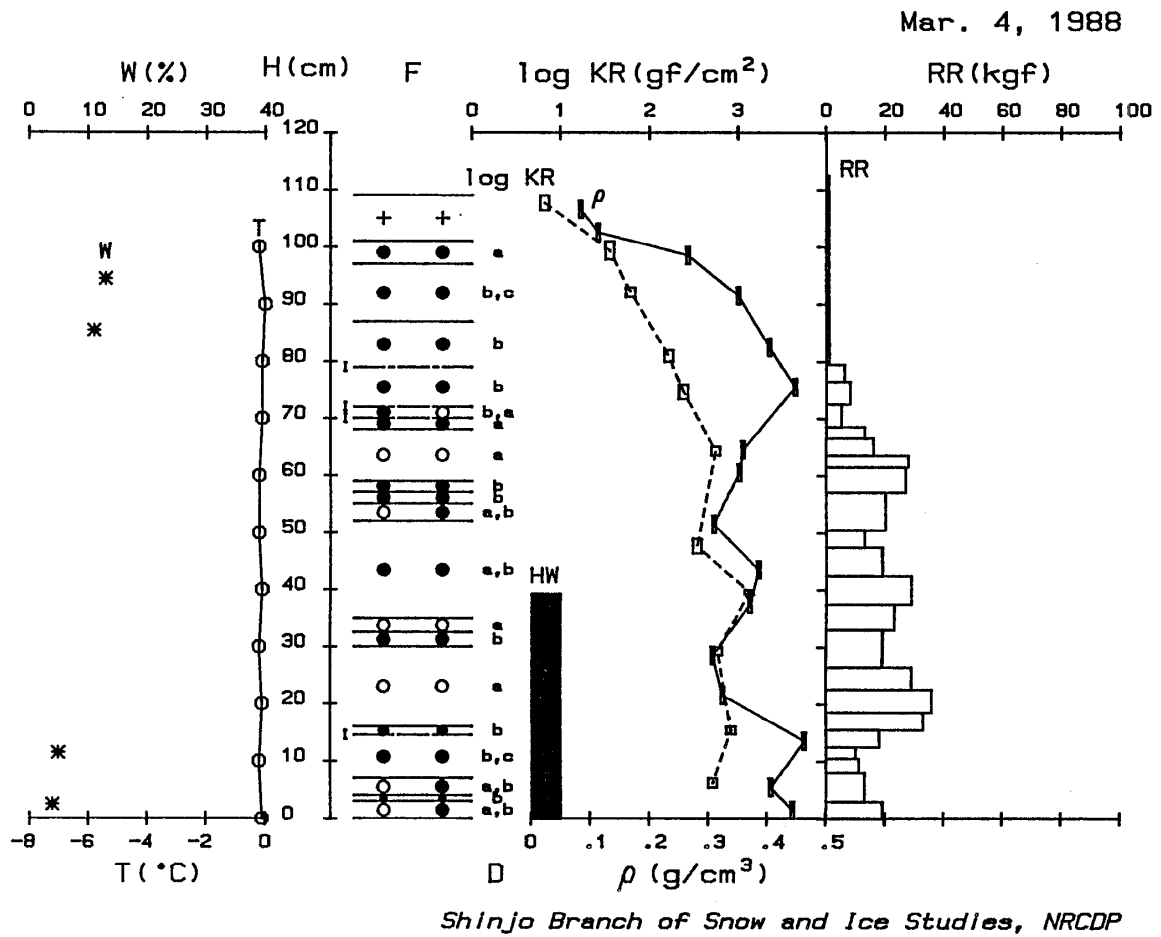 Mar. 4, 1988
W(%) H(cm) F log KR(gf/cm²) RR(kgf)
0 10 20 30 40 0 1 2 3 0 20 40 60 80 100
120
log KR RR
110 ρ
T
+ +
100 W a
b,c
90
b
80 I
b
70 I I b,a
a
a
60
b
b
a,b
50
a,b
40 HW
a
30 b
a
20
I b
10 b,c
a,b
b
0 a,b
-8 -6 -4 -2 0 0 .1 .2 .3 .4 .5
T(°C) D ρ (g/cm³)
Shinjo Branch of Snow and Ice Studies, NRCDP